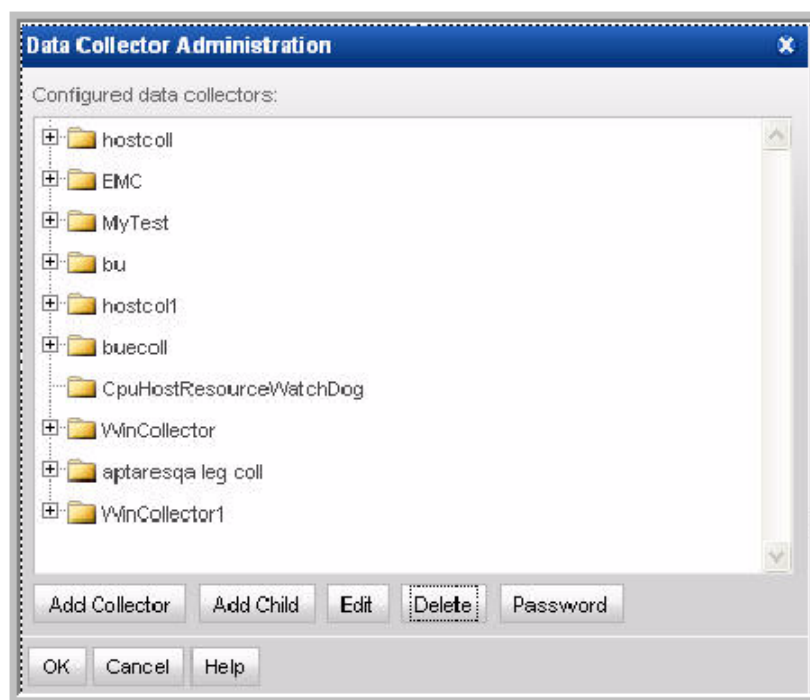 Data Collector Administration
Configured data collectors:
hostcoll
EMC
MyTest
bu
hostcol1
buecoll
CpuHostResourceWatchDog
WinCollector
aptaresqa leg coll
WinCollector1
Add Collector Add Child Edit Delete Password
OK Cancel Help